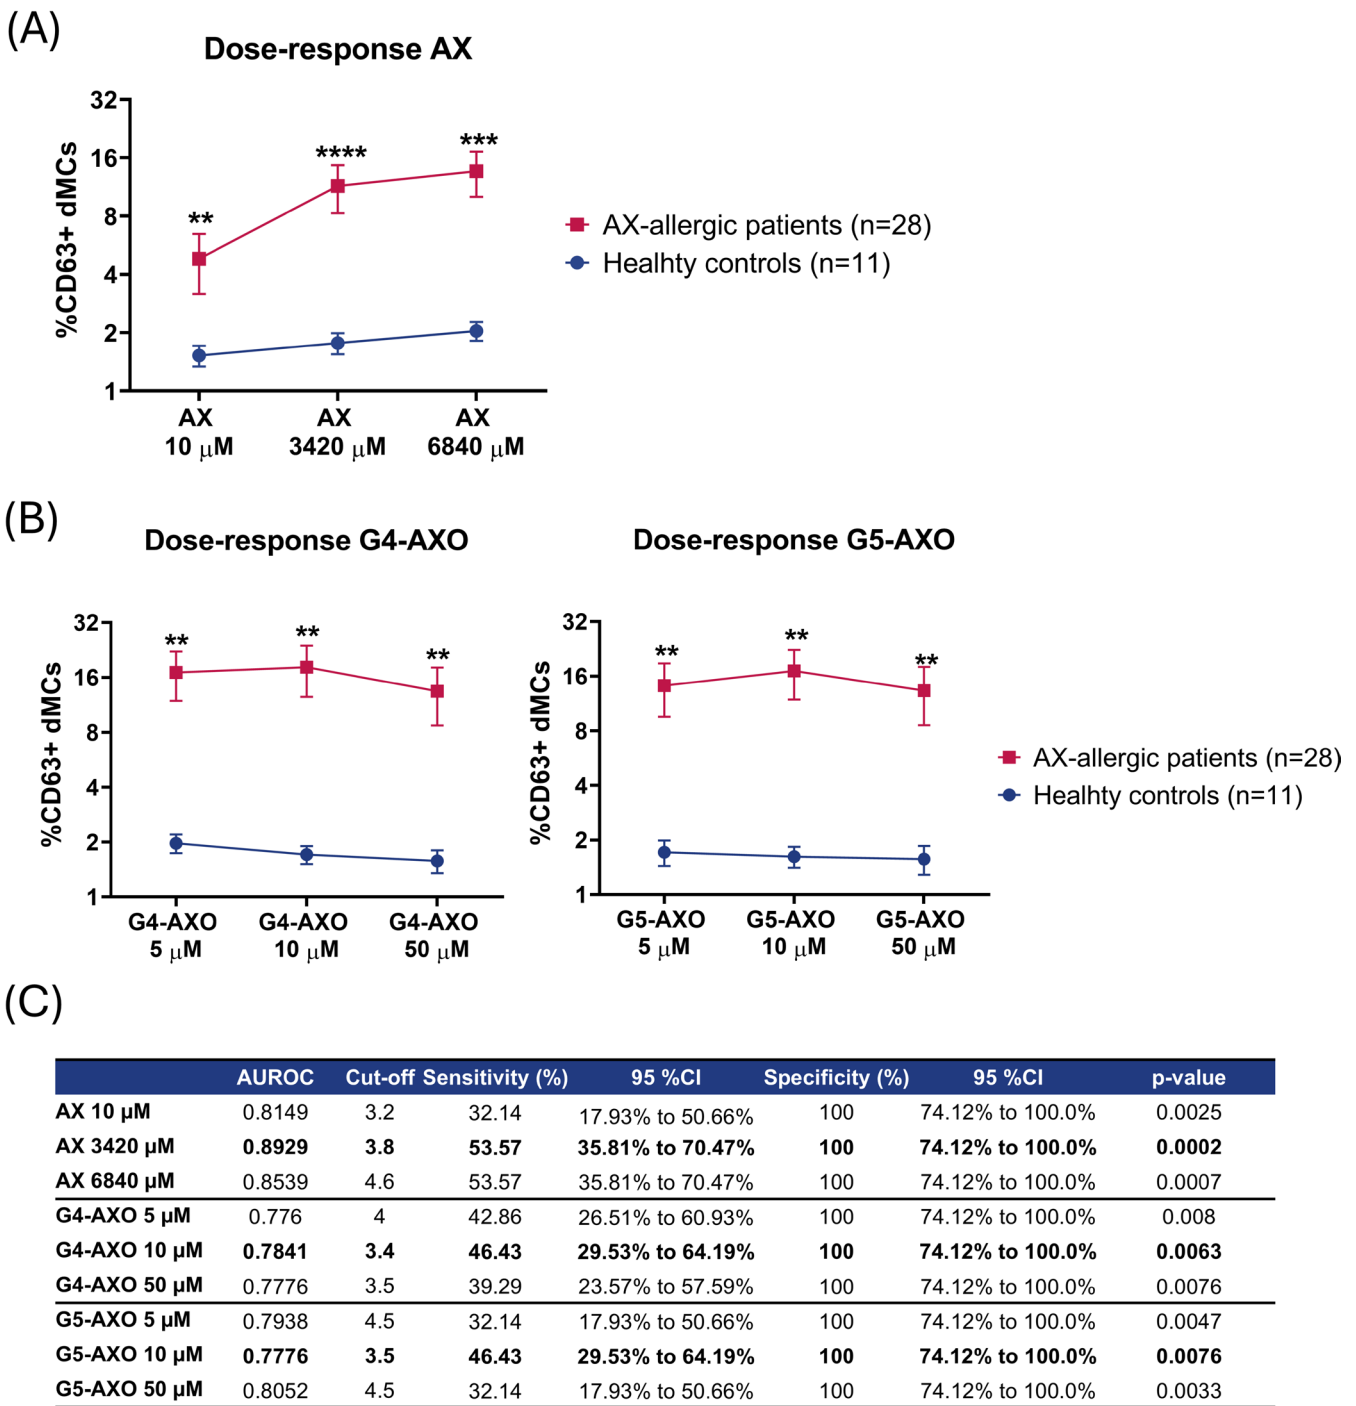 (A)
Dose-response AX
%CD63+ dMCs
32
16
8
4
2
1
**
****
***
AX
10 µM
AX
3420 µM
AX
6840 µM
AX-allergic patients (n=28)
Healhty controls (n=11)
(B)
Dose-response G4-AXO
%CD63+ dMCs
32
16
8
4
2
1
**
**
**
G4-AXO
5 µM
G4-AXO
10 µM
G4-AXO
50 µM
Dose-response G5-AXO
%CD63+ dMCs
32
16
8
4
2
1
**
**
**
G5-AXO
5 µM
G5-AXO
10 µM
G5-AXO
50 µM
AX-allergic patients (n=28)
Healhty controls (n=11)
(C)
AUROC Cut-off Sensitivity (%) 95 %CI Specificity (%) 95 %CI p-value
AX 10 µM 0.8149 3.2 32.14 17.93% to 50.66% 100 74.12% to 100.0% 0.0025
AX 3420 µM 0.8929 3.8 53.57 35.81% to 70.47% 100 74.12% to 100.0% 0.0002
AX 6840 µM 0.8539 4.6 53.57 35.81% to 70.47% 100 74.12% to 100.0% 0.0007
G4-AXO 5 µM 0.776 4 42.86 26.51% to 60.93% 100 74.12% to 100.0% 0.008
G4-AXO 10 µM 0.7841 3.4 46.43 29.53% to 64.19% 100 74.12% to 100.0% 0.0063
G4-AXO 50 µM 0.7776 3.5 39.29 23.57% to 57.59% 100 74.12% to 100.0% 0.0076
G5-AXO 5 µM 0.7938 4.5 32.14 17.93% to 50.66% 100 74.12% to 100.0% 0.0047
G5-AXO 10 µM 0.7776 3.5 46.43 29.53% to 64.19% 100 74.12% to 100.0% 0.0076
G5-AXO 50 µM 0.8052 4.5 32.14 17.93% to 50.66% 100 74.12% to 100.0% 0.0033